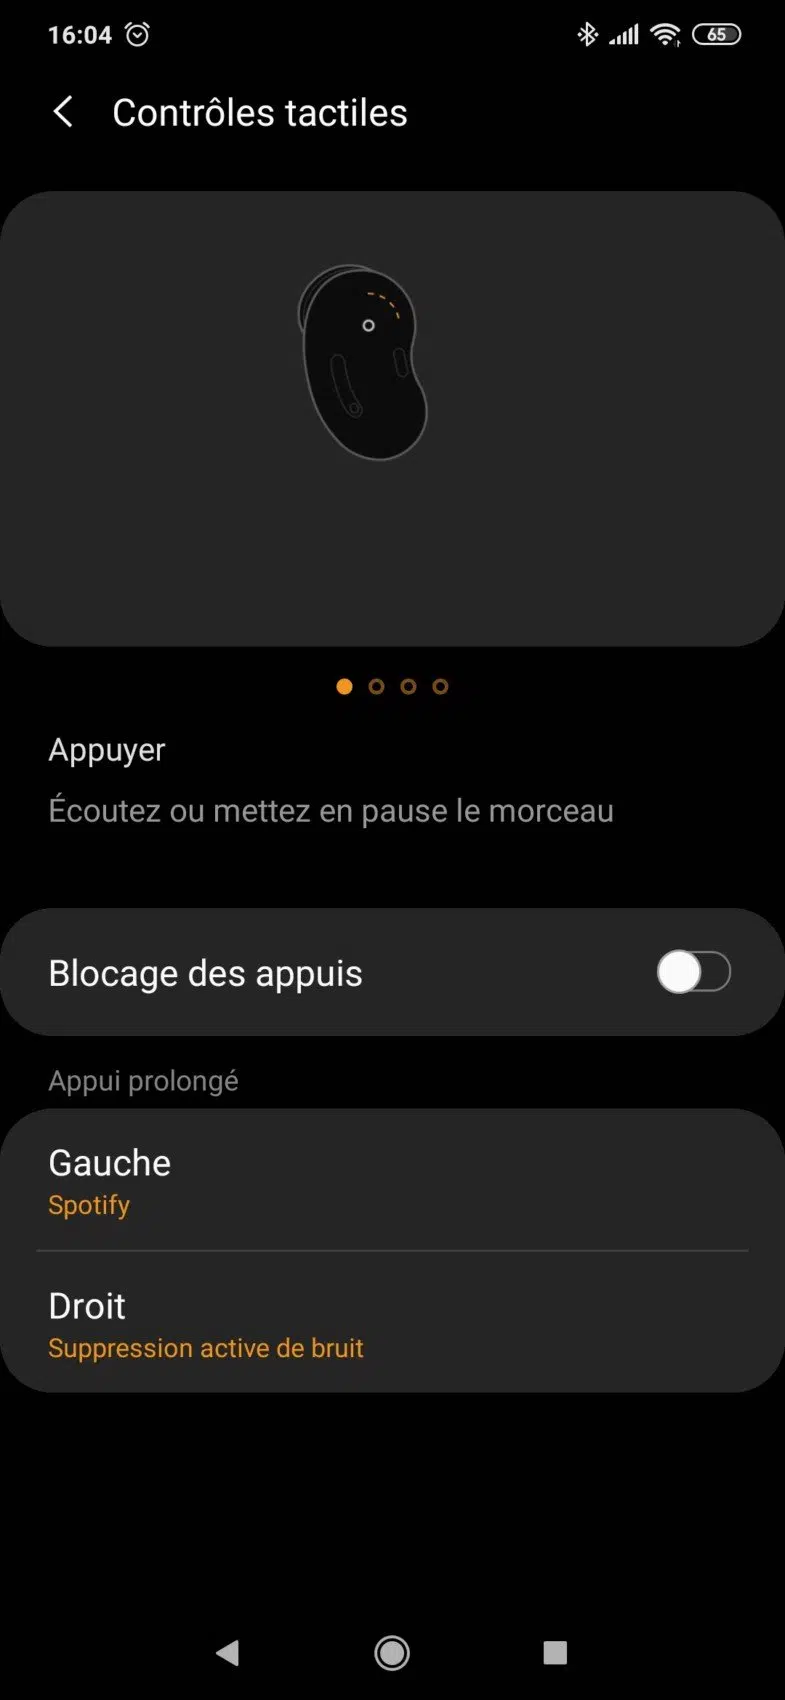 16:04
65
Contrôles tactiles
Appuyer
Écoutez ou mettez en pause le morceau
Blocage des appuis
Appui prolongé
Gauche
Spotify
Droit
Suppression active de bruit